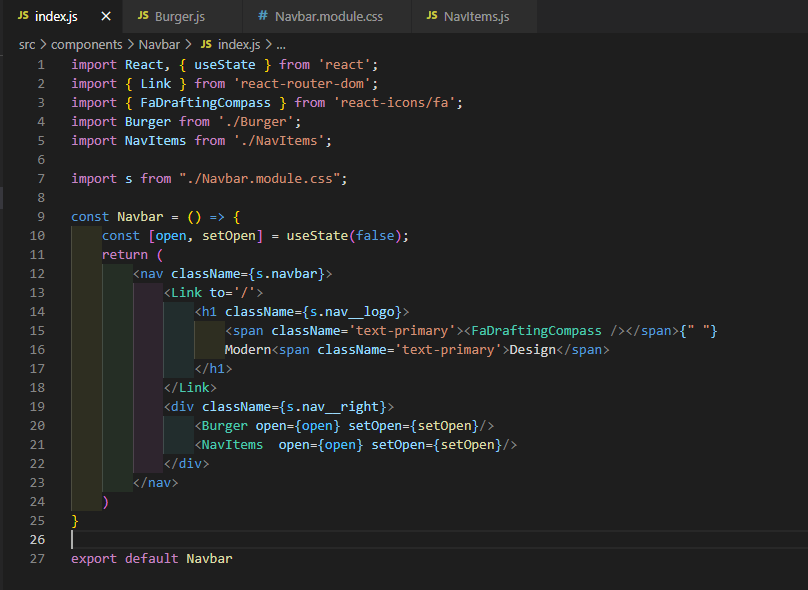 JS index.js × JS Burger.js # Navbar.module.css JS NavItems.js
src > components > Navbar > JS index.js > ...
1 import React, { useState } from 'react';
2 import { Link } from 'react-router-dom';
3 import { FaDraftingCompass } from 'react-icons/fa';
4 import Burger from './Burger';
5 import NavItems from './NavItems';
6
7 import s from "./Navbar.module.css";
8
9 const Navbar = () => {
10     const [open, setOpen] = useState(false);
11     return (
12         <nav className={s.navbar}>
13             <Link to='/'>
14                 <h1 className={s.nav__logo}>
15                     <span className='text-primary'><FaDraftingCompass /></span>{" "}
16                     Modern<span className='text-primary'>Design</span>
17                 </h1>
18             </Link>
19             <div className={s.nav__right}>
20                 <Burger open={open} setOpen={setOpen}/>
21                 <NavItems  open={open} setOpen={setOpen}/>
22             </div>
23         </nav>
24     )
25 }
26
27 export default Navbar